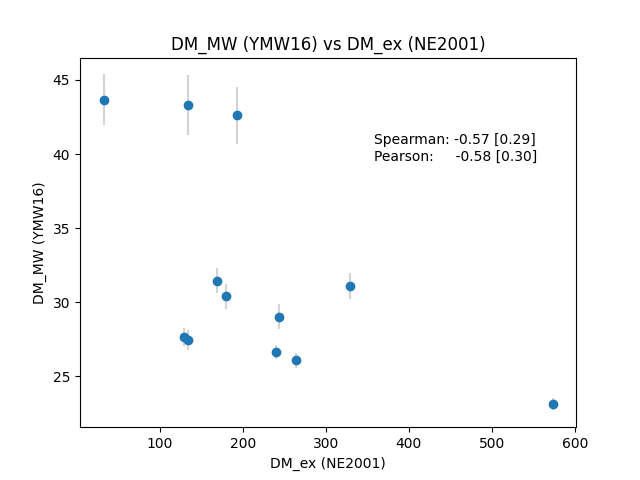 DM_MW (YMW16) vs DM_ex (NE2001)
45
40
35
30
25
DM_MW (YMW16)
Spearman: -0.57 [0.29]
Pearson: -0.58 [0.30]
100 200 300 400 500 600
DM_ex (NE2001)